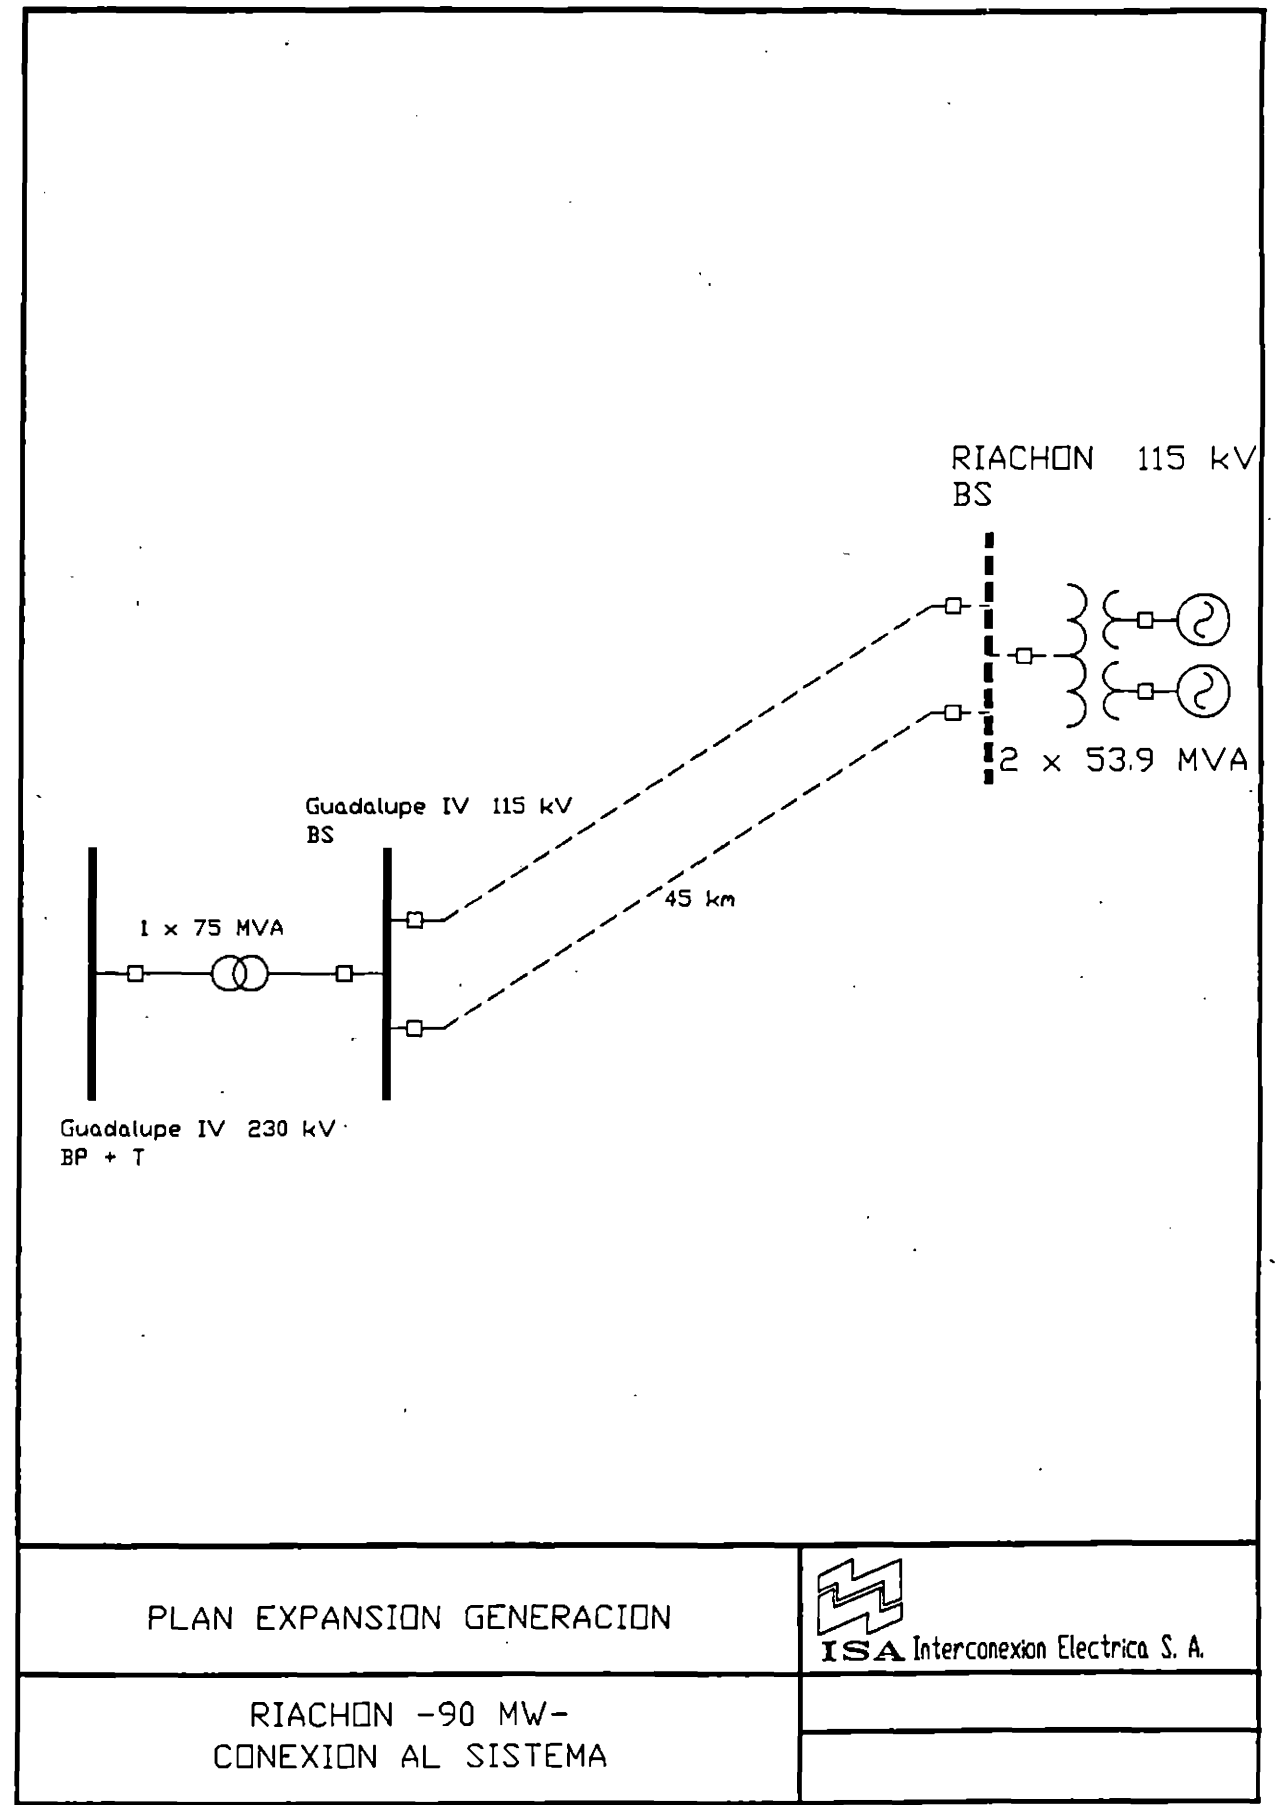 RIACHON 115 kV
BS
2 x 53.9 MVA
Guadalupe IV 115 kV
BS
45 km
1 x 75 MVA
Guadalupe IV 230 kV
BP + T
PLAN EXPANSION GENERACION
ISA Interconexion Electrica S. A.
RIACHON -90 MW-
CONEXION AL SISTEMA